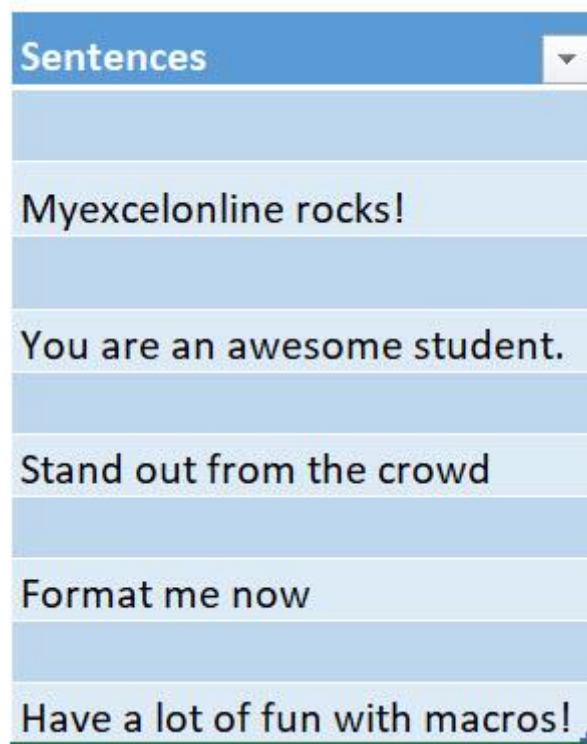 Sentences
Myexcelonline rocks!
You are an awesome student.
Stand out from the crowd
Format me now
Have a lot of fun with macros!